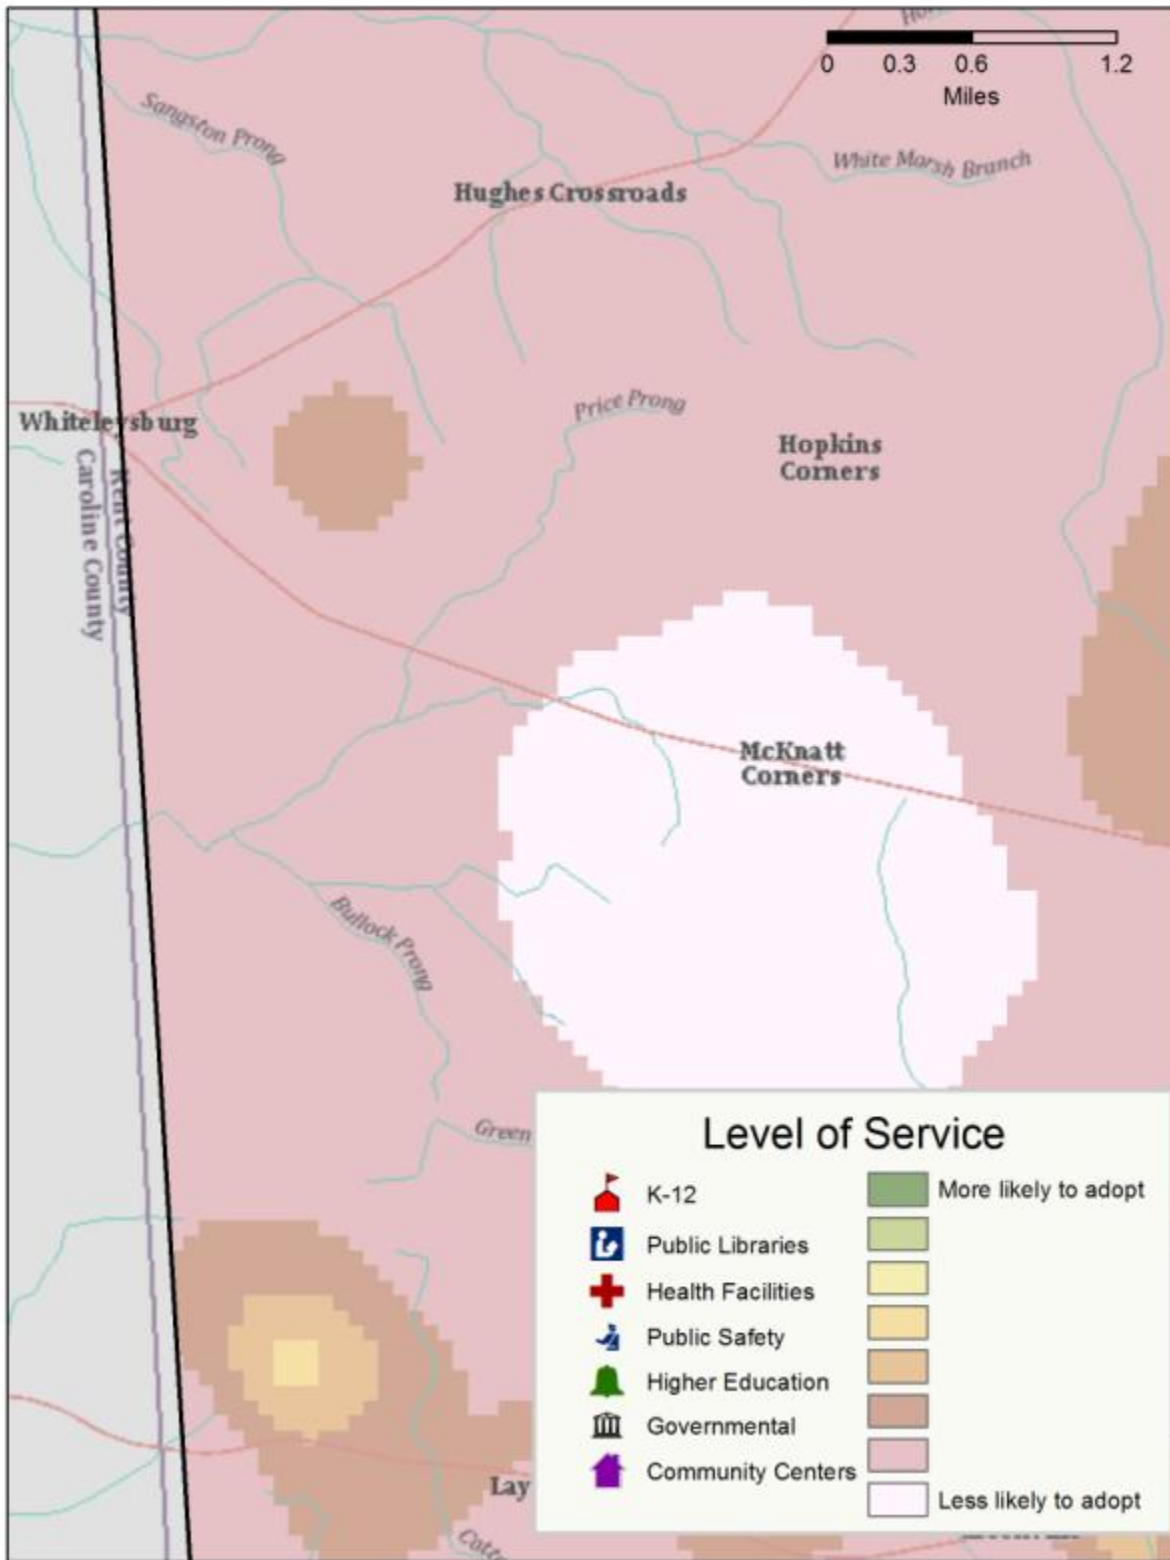 0 0.3 0.6 1.2
Miles
Sangston Prong
White Marsh Branch
Hughes Crossroads
Price Prong
Whiteleysburg
Hopkins
Corners
Kent County
Caroline County
McKnatt
Corners
Bullock Prong
Green
Level of Service
K-12
More likely to adopt
Public Libraries
Health Facilities
Public Safety
Higher Education
Governmental
Community Centers
Less likely to adopt
Lay